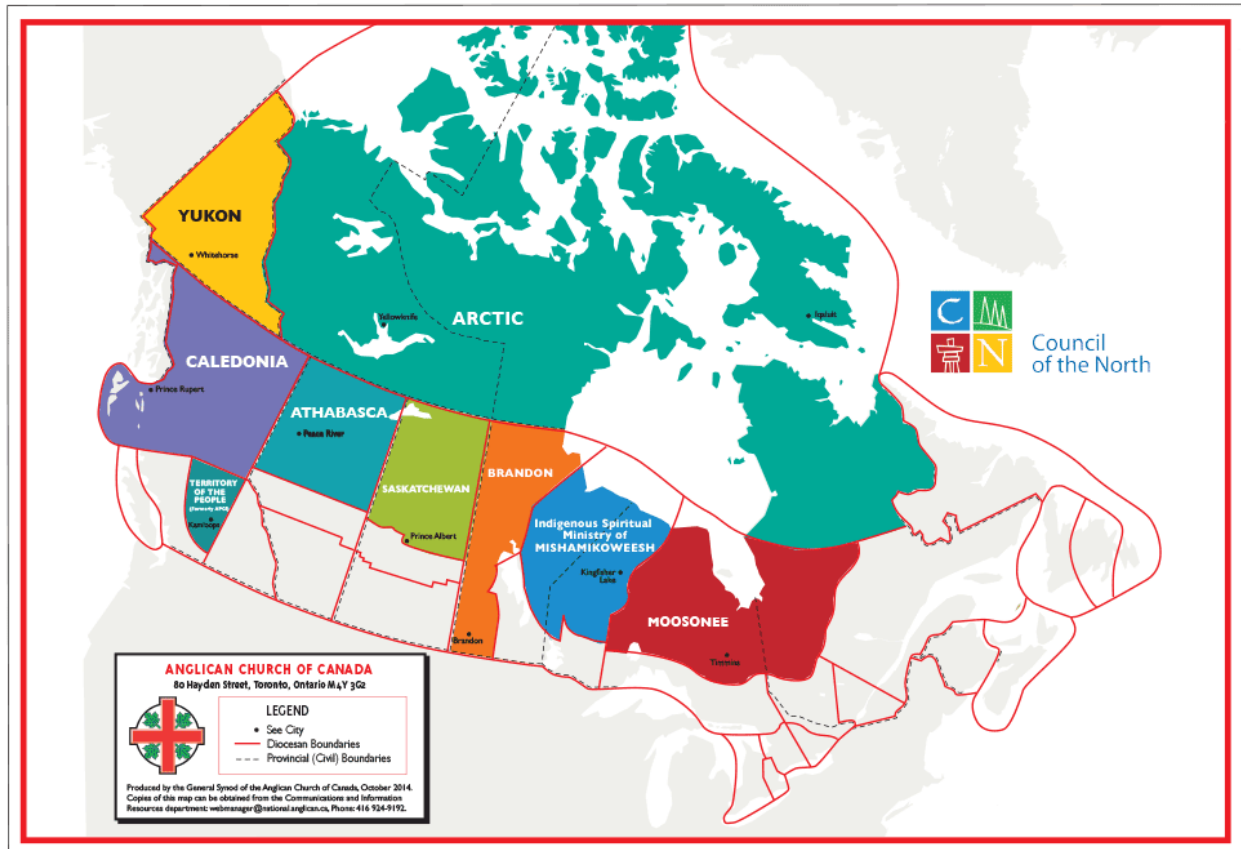 YUKON
Whitehorse
ARCTIC
Yellowknife
Iqaluit
C
N
Council
of the North
CALEDONIA
Prince Rupert
ATHABASCA
Peace River
SASKATCHEWAN
Prince Albert
BRANDON
Brandon
TERRITORY
OF THE
PEOPLE
(Formerly APCI)
Kamloops
Indigenous Spiritual
Ministry of
MISHAMIKOWEESH
Kingfisher
Lake
MOOSONEE
Timmins
ANGLICAN CHURCH OF CANADA
80 Hayden Street, Toronto, Ontario M4Y 3G2
LEGEND
See City
Diocesan Boundaries
Provincial (Civil) Boundaries
Produced by the General Synod of the Anglican Church of Canada, October 2014.
Copies of this map can be obtained from the Communications and Information
Resources department: webmanager@national.anglican.ca, Phone: 416 924-9192.